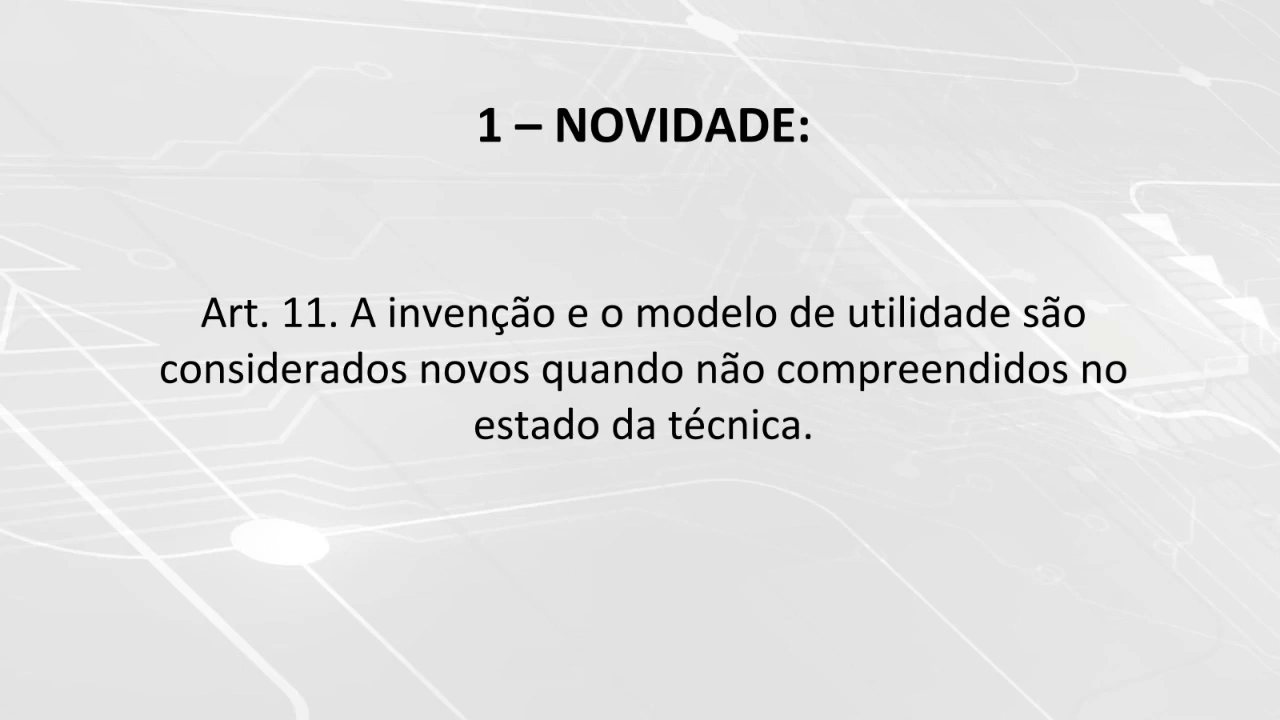 1 – NOVIDADE:
Art. 11. A invenção e o modelo de utilidade são
considerados novos quando não compreendidos no
estado da técnica.